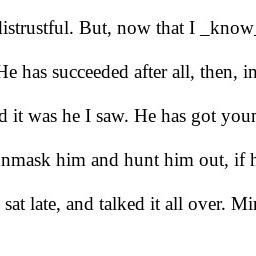 distrustful. But, now that I _know_
He has succeeded after all, then, in
it was he I saw. He has got your
unmask him and hunt him out, if h
sat late, and talked it all over. Mi